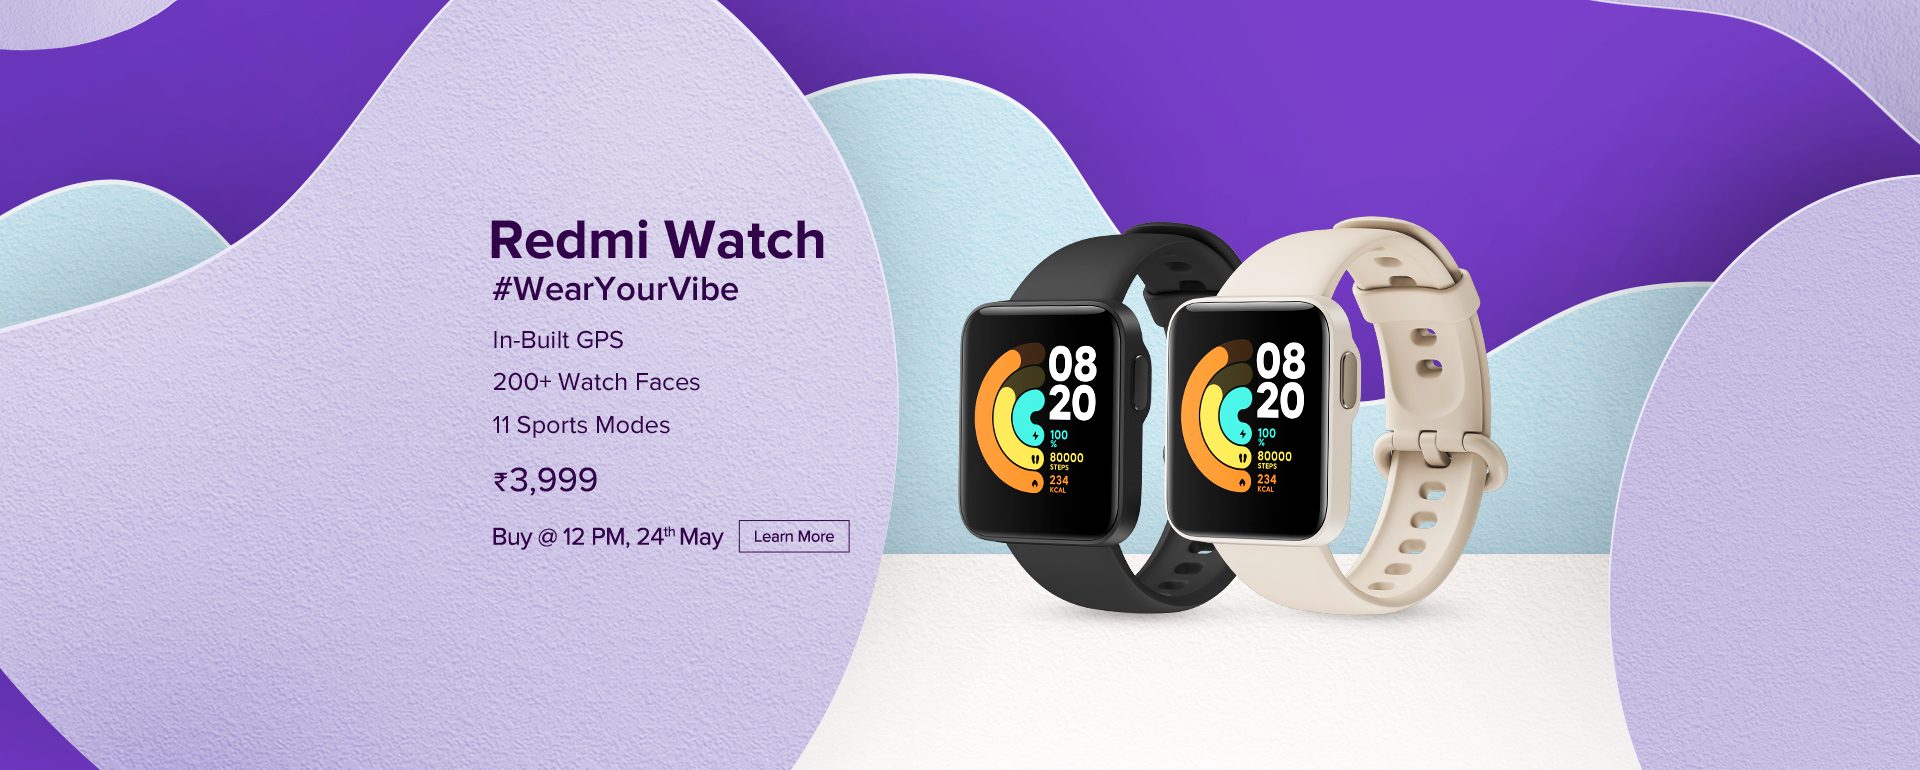 Redmi Watch
#WearYourVibe
In-Built GPS
200+ Watch Faces
11 Sports Modes
₹3,999
Buy @ 12 PM, 24th May
Learn More
08
20
100
%
80000
STEPS
234
KCAL
08
20
100
%
80000
STEPS
234
KCAL